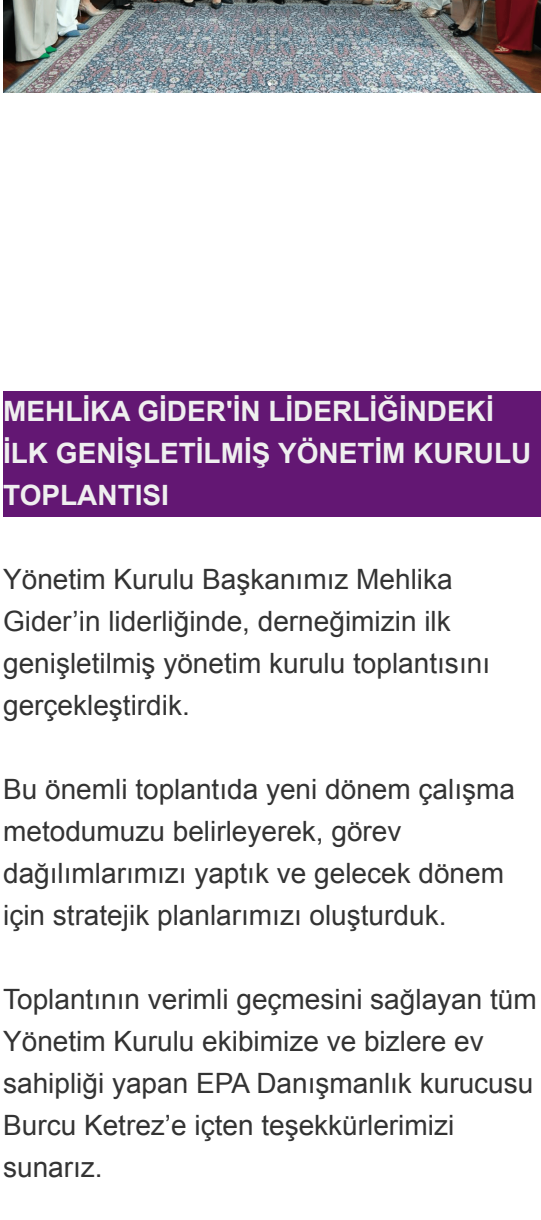 MEHLİKA GİDER'İN LİDERLİĞİNDEKİ
İLK GENİŞLETİLMİŞ YÖNETİM KURULU
TOPLANTISI
Yönetim Kurulu Başkanımız Mehlika
Gider’in liderliğinde, derneğimizin ilk
genişletilmiş yönetim kurulu toplantısını
gerçekleştirdik.
Bu önemli toplantıda yeni dönem çalışma
metodumuzu belirleyerek, görev
dağılımlarımızı yaptık ve gelecek dönem
için stratejik planlarımızı oluşturduk.
Toplantının verimli geçmesini sağlayan tüm
Yönetim Kurulu ekibimize ve bizlere ev
sahipliği yapan EPA Danışmanlık kurucusu
Burcu Ketrez’e içten teşekkürlerimizi
sunarız.